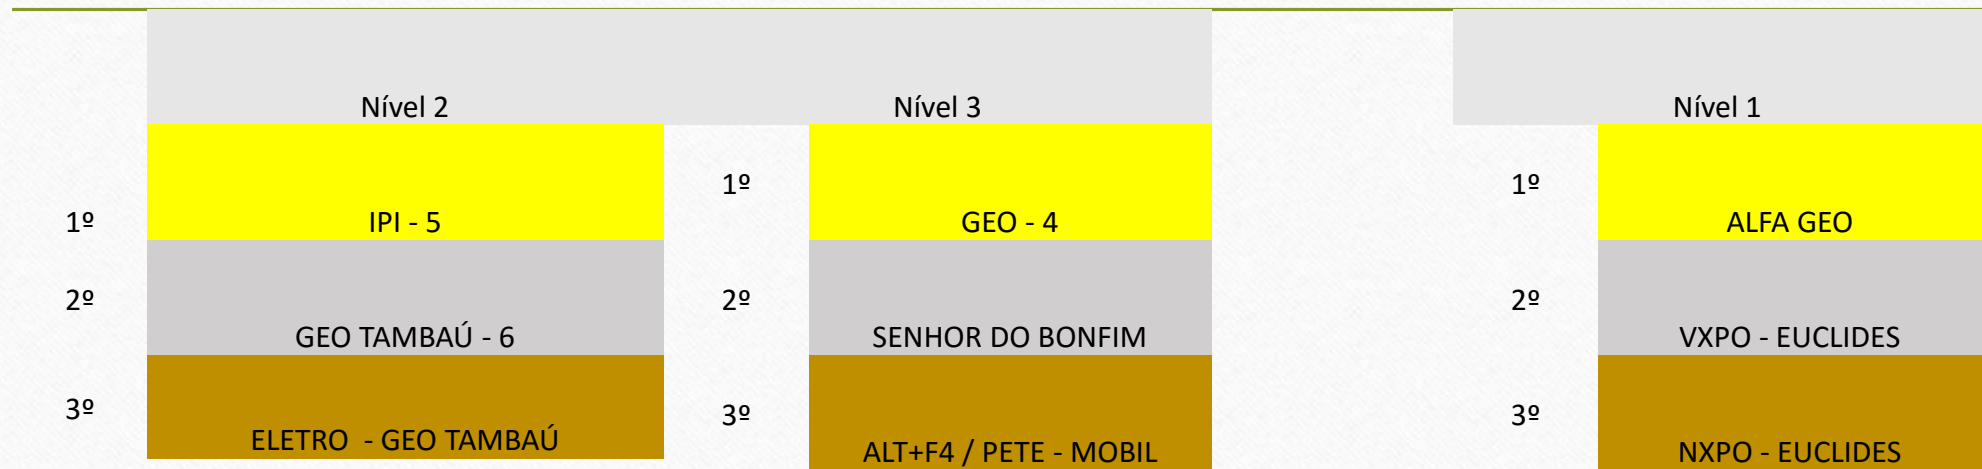 Nível 2
Nível 3
Nível 1
1º
IPI - 5
1º
GEO - 4
1º
ALFA GEO
2º
GEO TAMBAÚ - 6
2º
SENHOR DO BONFIM
2º
VXPO - EUCLIDES
3º
ELETRO - GEO TAMBAÚ
3º
ALT+F4 / PETE - MOBIL
3º
NXPO - EUCLIDES